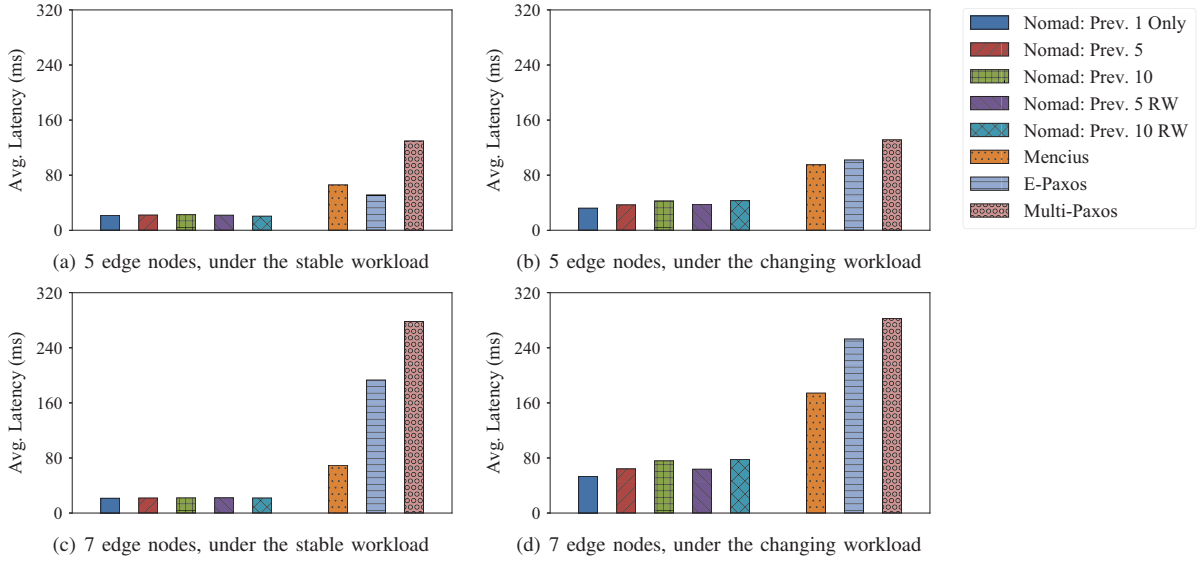 320
240
160
80
0
Avg. Latency (ms)
(a) 5 edge nodes, under the stable workload
320
240
160
80
0
Avg. Latency (ms)
(b) 5 edge nodes, under the changing workload
Nomad: Prev. 1 Only
Nomad: Prev. 5
Nomad: Prev. 10
Nomad: Prev. 5 RW
Nomad: Prev. 10 RW
Mencius
E-Paxos
Multi-Paxos
320
240
160
80
0
Avg. Latency (ms)
(c) 7 edge nodes, under the stable workload
320
240
160
80
0
Avg. Latency (ms)
(d) 7 edge nodes, under the changing workload